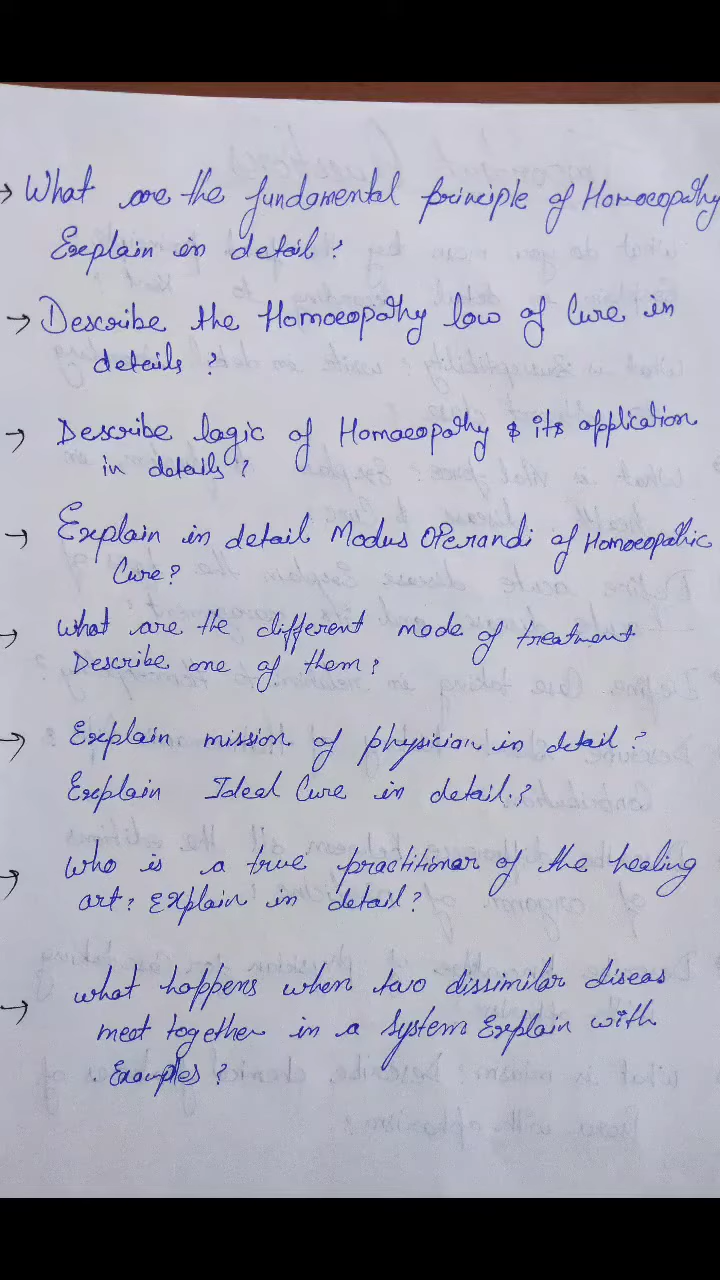 → What are the fundamental principle of Homoeopathy
Explain in detail?
→ Describe the Homoeopathy law of Cure in
details?
→ Describe logic of Homoeopathy & its application
in details?
→ Explain in detail Modus OPerandi of Homoeopathic
Cure?
→ what are the different mode of treatment
Describe one of them?
→ Explain mission of physician in detail?
Explain Ideal Cure in detail?
→ who is a true practitionar of the healing
art? Explain in detail?
→ what happens when two dissimilar diseas
meet together in a system Explain with
Examples?